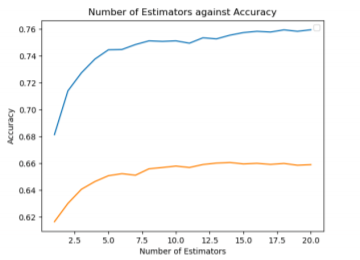 Number of Estimators against Accuracy
0.76
0.74
0.72
0.70
0.68
0.66
0.64
0.62
Accuracy
2.5 5.0 7.5 10.0 12.5 15.0 17.5 20.0
Number of Estimators